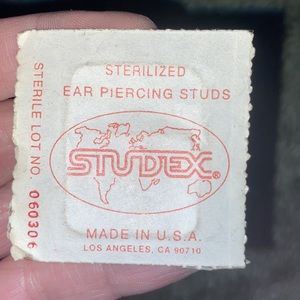 STERILIZED
EAR PIERCING STUDS
STUDEX®
MADE IN U.S.A.
LOS ANGELES, CA 90710
STERILE LOT NO. 060306